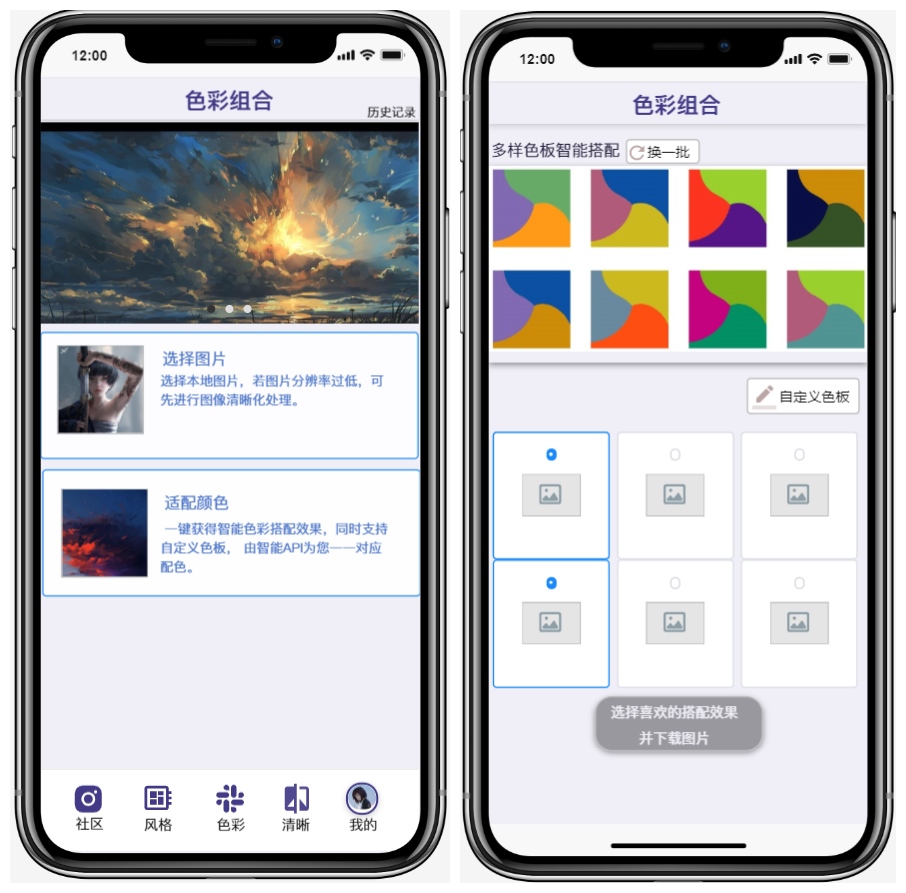 12:00
色彩组合
历史记录
选择图片
选择本地图片，若图片分辨率过低，可
先进行图像清晰化处理。
适配颜色
一键获得智能色彩搭配效果，同时支持
自定义色板， 由智能API为您一一对应
配色。
社区
风格
色彩
清晰
我的
12:00
色彩组合
多样色板智能搭配
换一批
自定义色板
选择喜欢的搭配效果
并下载图片